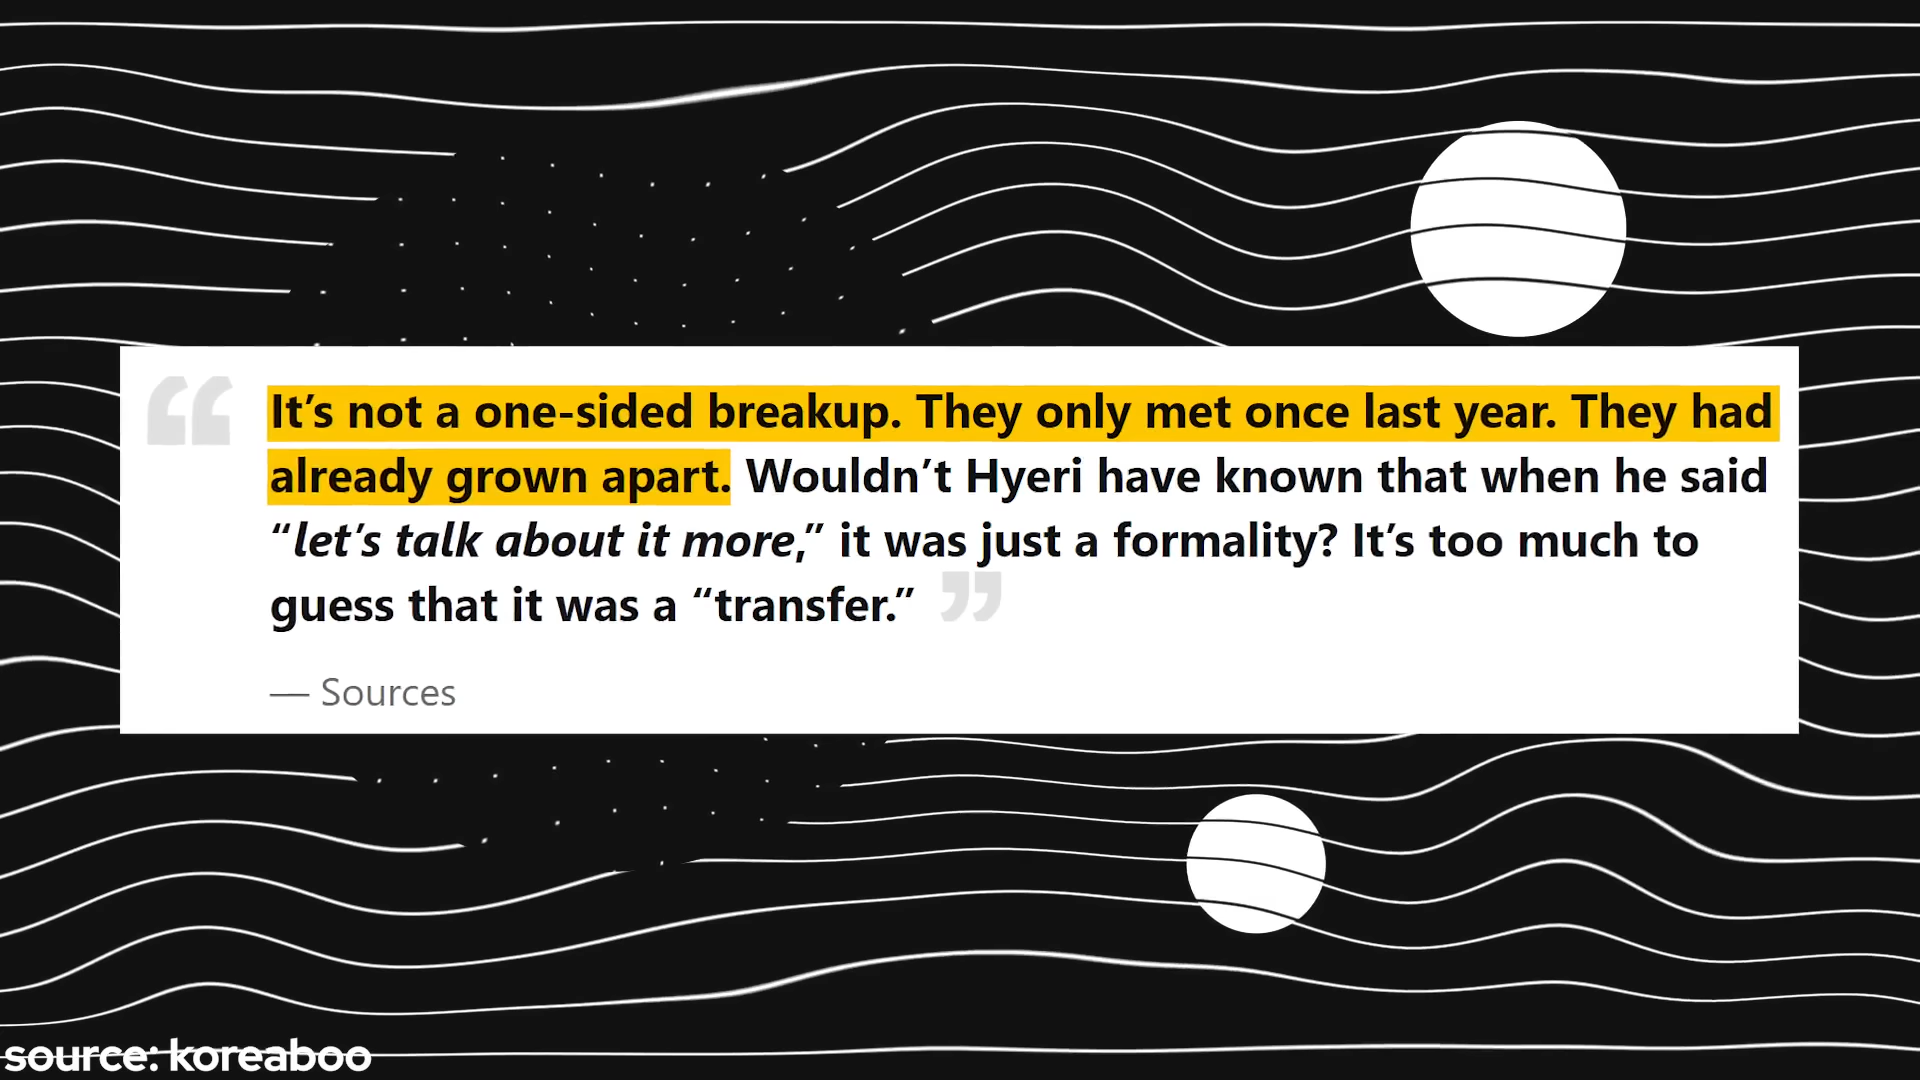 It’s not a one-sided breakup. They only met once last year. They had
already grown apart. Wouldn’t Hyeri have known that when he said
“let’s talk about it more,” it was just a formality? It’s too much to
guess that it was a “transfer.”
— Sources
source: koreaboo